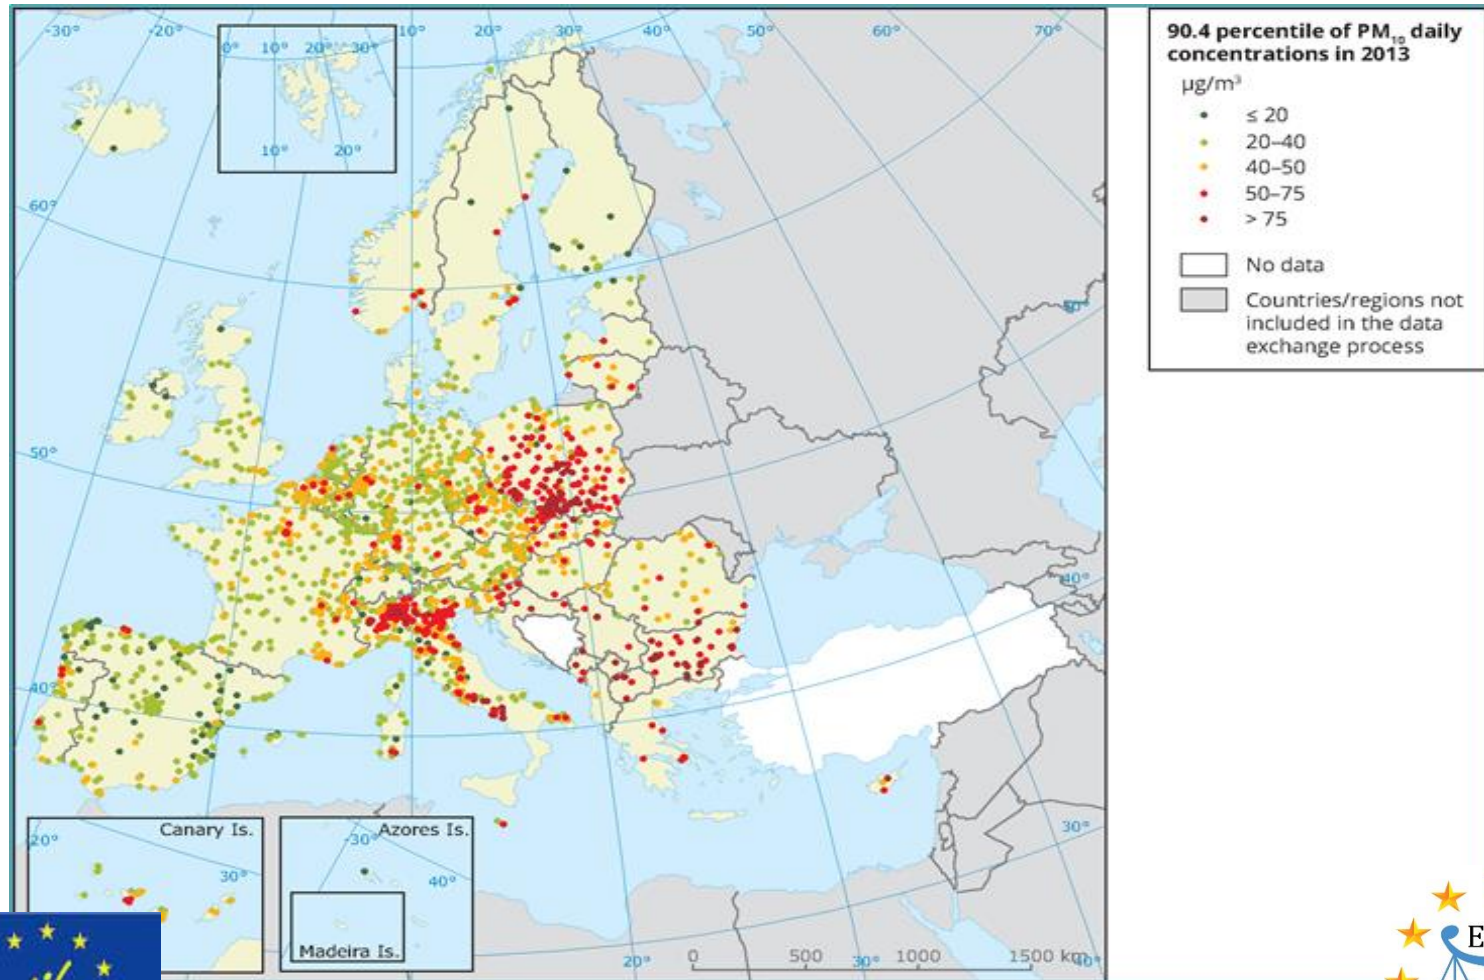 -30°
-20°
10°
20°
30°
50°
60°
70°
0° 10° 20° 30°
10° 20°
60°
40°
50°
50°
40°
40°
30°
Canary Is.
20°
30°
Azores Is.
-30°
40°
Madeira Is.
0 500 1000 1500 km
20° 30° 40°
90.4 percentile of PM₁₀ daily
concentrations in 2013
µg/m³
≤ 20
20–40
40–50
50–75
> 75
No data
Countries/regions not
included in the data
exchange process
E